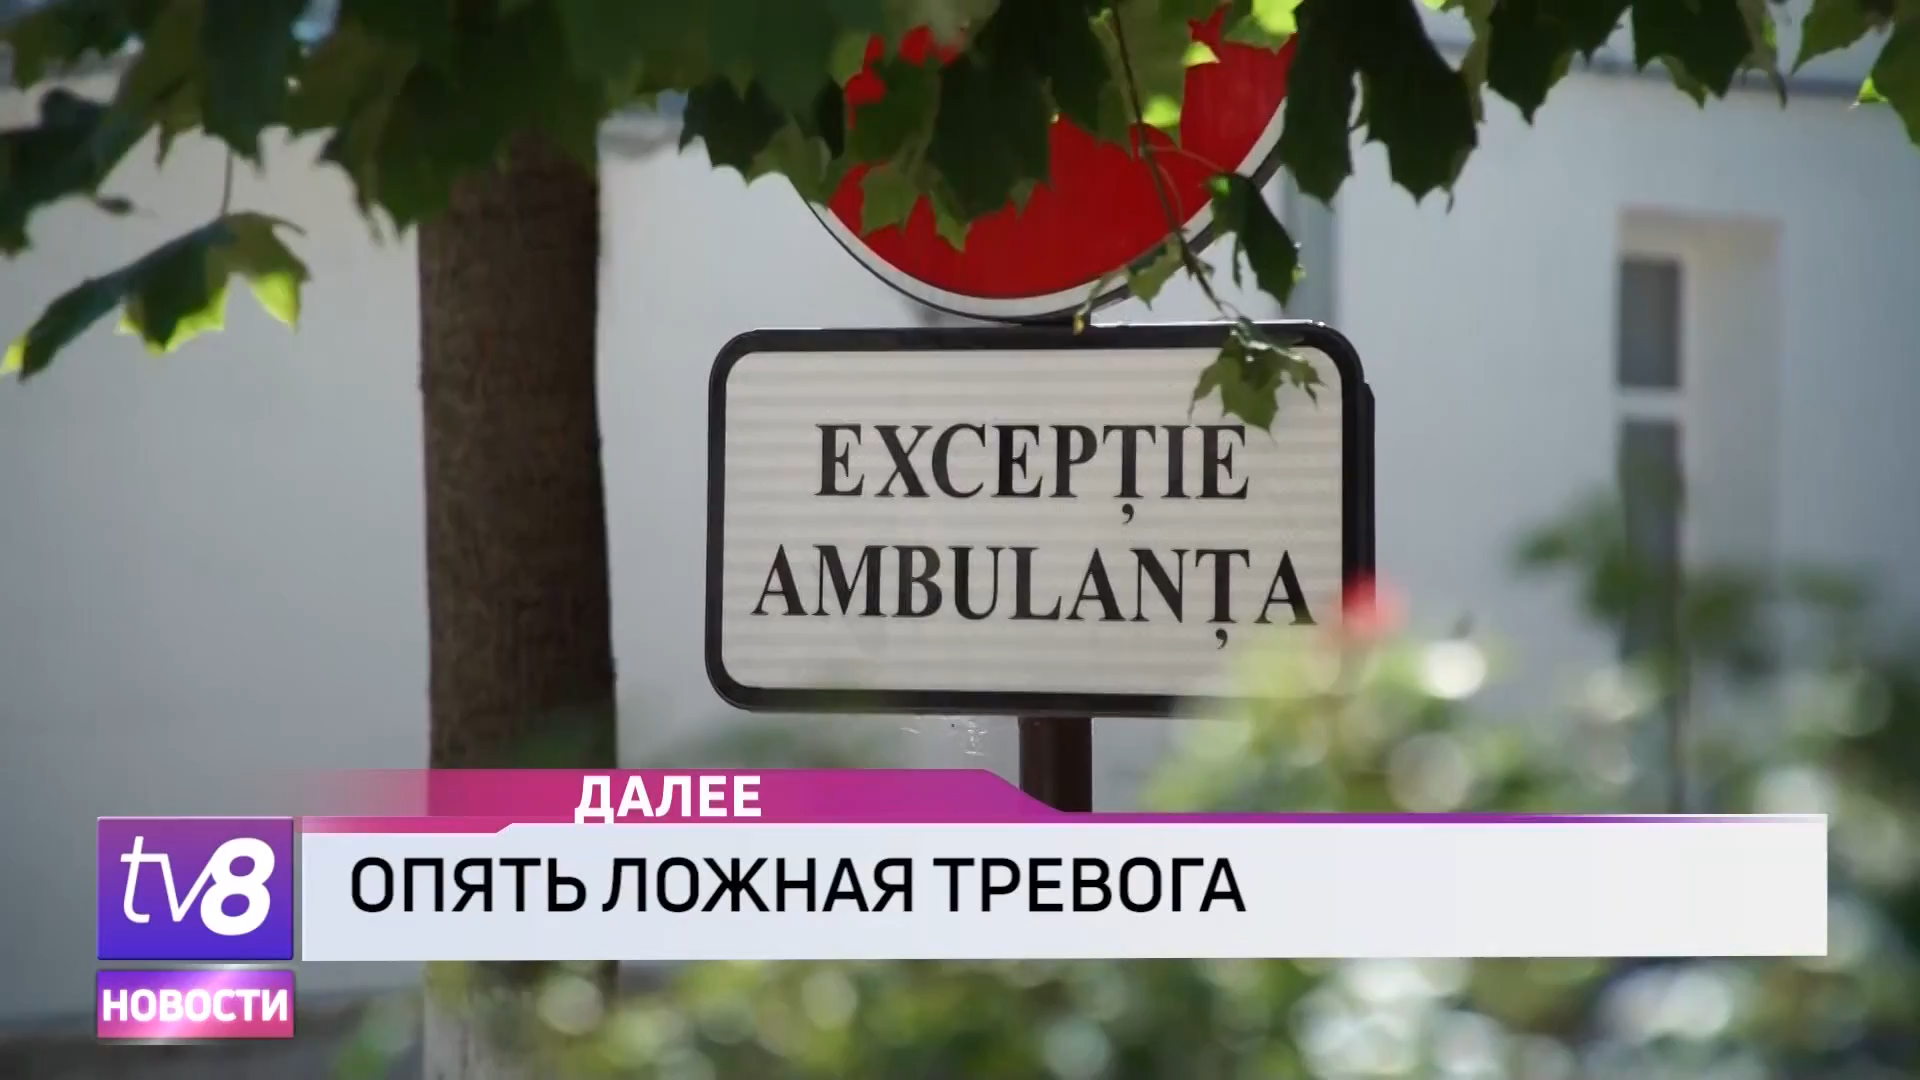 EXCEPȚIE
AMBULANȚA
ДАЛЕЕ
tv8
ОПЯТЬ ЛОЖНАЯ ТРЕВОГА
НОВОСТИ